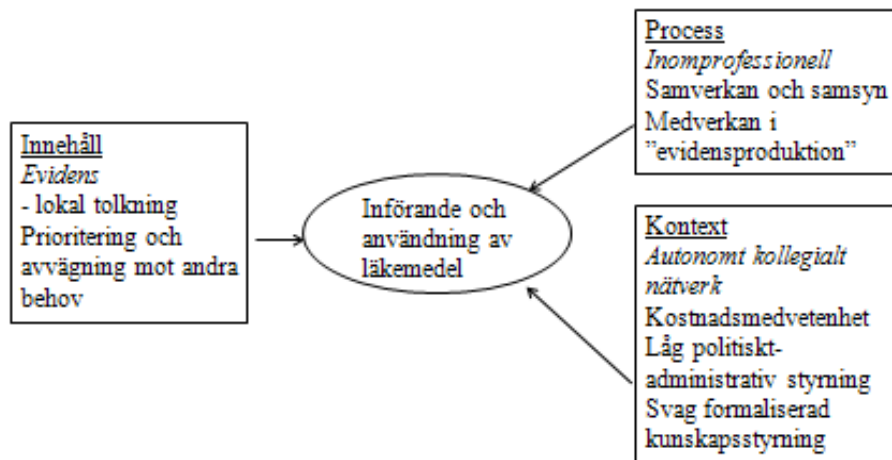 Process
Inomprofessionell
Samverkan och samsyn
Medverkan i
”evidensproduktion”
Innehåll
Evidens
- lokal tolkning
Prioritering och
avvägning mot andra
behov
Införande och
användning av
läkemedel
Kontext
Autonomt kollegialt
nätverk
Kostnadsmedvetenhet
Låg politiskt-
administrativ styrning
Svag formaliserad
kunskapsstyrning